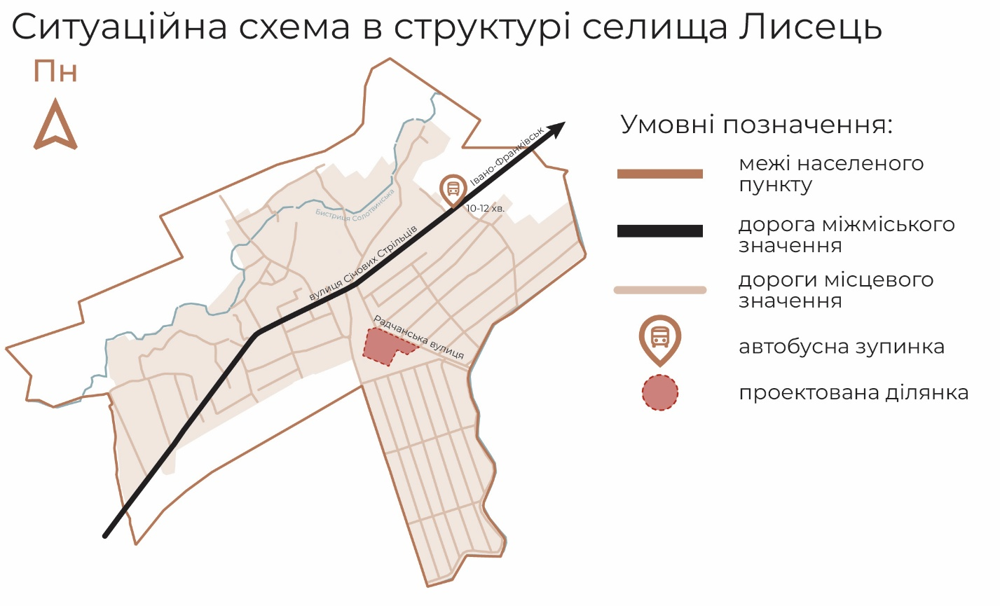 Ситуаційна схема в структурі селища Лисець
Пн
Івано-Франківськ
10-12 хв.
Бистриця Солотвинська
вулиця Січових Стрільців
Радчанська вулиця
Умовні позначення:
межі населеного
пункту
дорога міжміського
значення
дороги місцевого
значення
автобусна зупинка
проектована ділянка